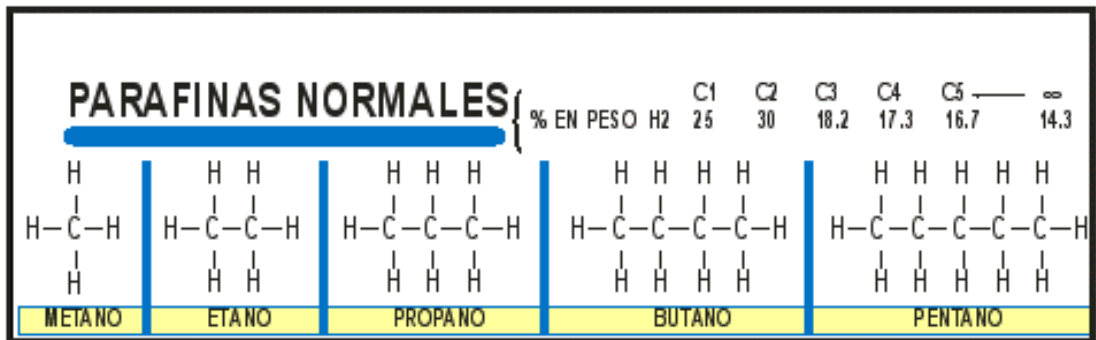 PARAFINAS NORMALES
C1 C2 C3 C4 C5 —— ∞
% EN PESO H2 25 30 18.2 17.3 16.7 14.3
H H H H H H H H H H H H H H H
H–C–H H–C–C–H H–C–C–C–H H–C–C–C–C–H H–C–C–C–C–C–H
H H H H H H H H H H H H H H H
METANO ETANO PROPANO BUTANO PENTANO